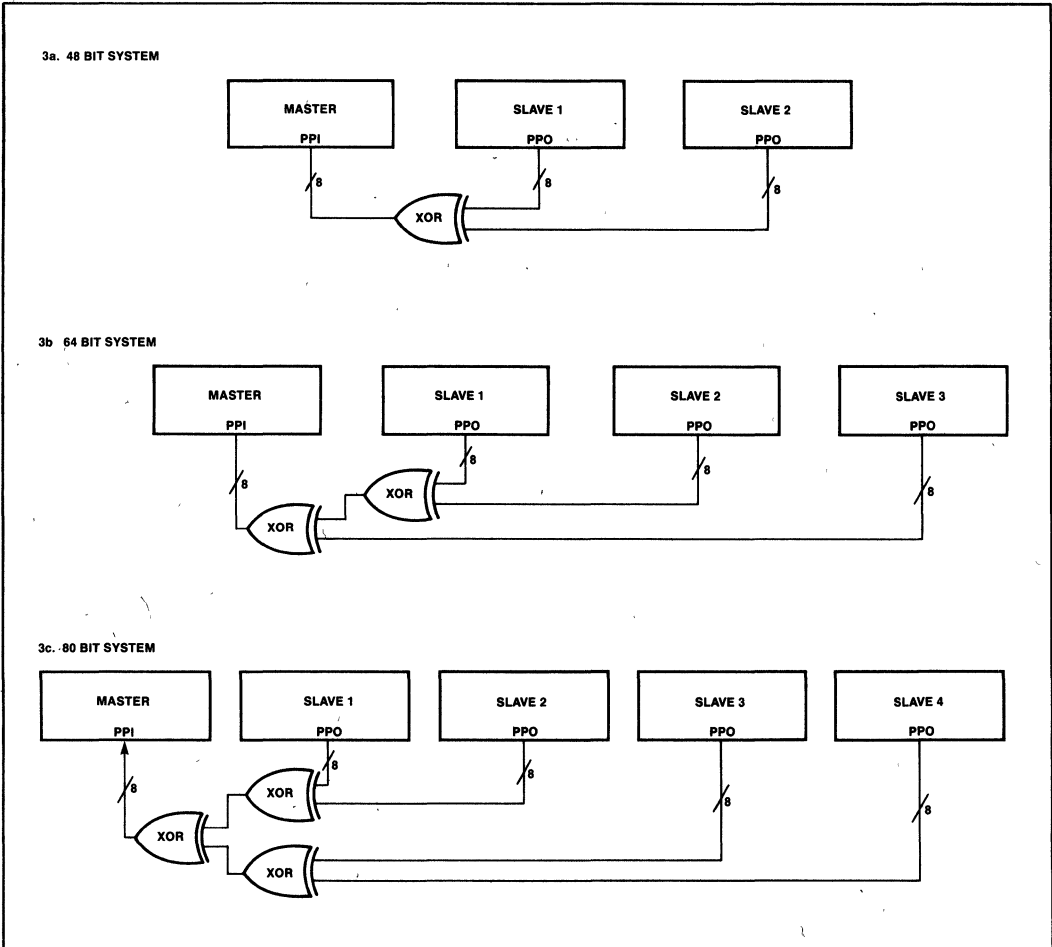 3a. 48 BIT SYSTEM
MASTER
SLAVE 1
SLAVE 2
PPI
PPO
PPO
8
8
8
XOR
3b 64 BIT SYSTEM
MASTER
SLAVE 1
SLAVE 2
SLAVE 3
PPI
PPO
PPO
PPO
8
8
8
8
XOR
XOR
3c. 80 BIT SYSTEM
MASTER
SLAVE 1
SLAVE 2
SLAVE 3
SLAVE 4
PPI
PPO
PPO
PPO
PPO
8
8
8
8
8
XOR
XOR
XOR